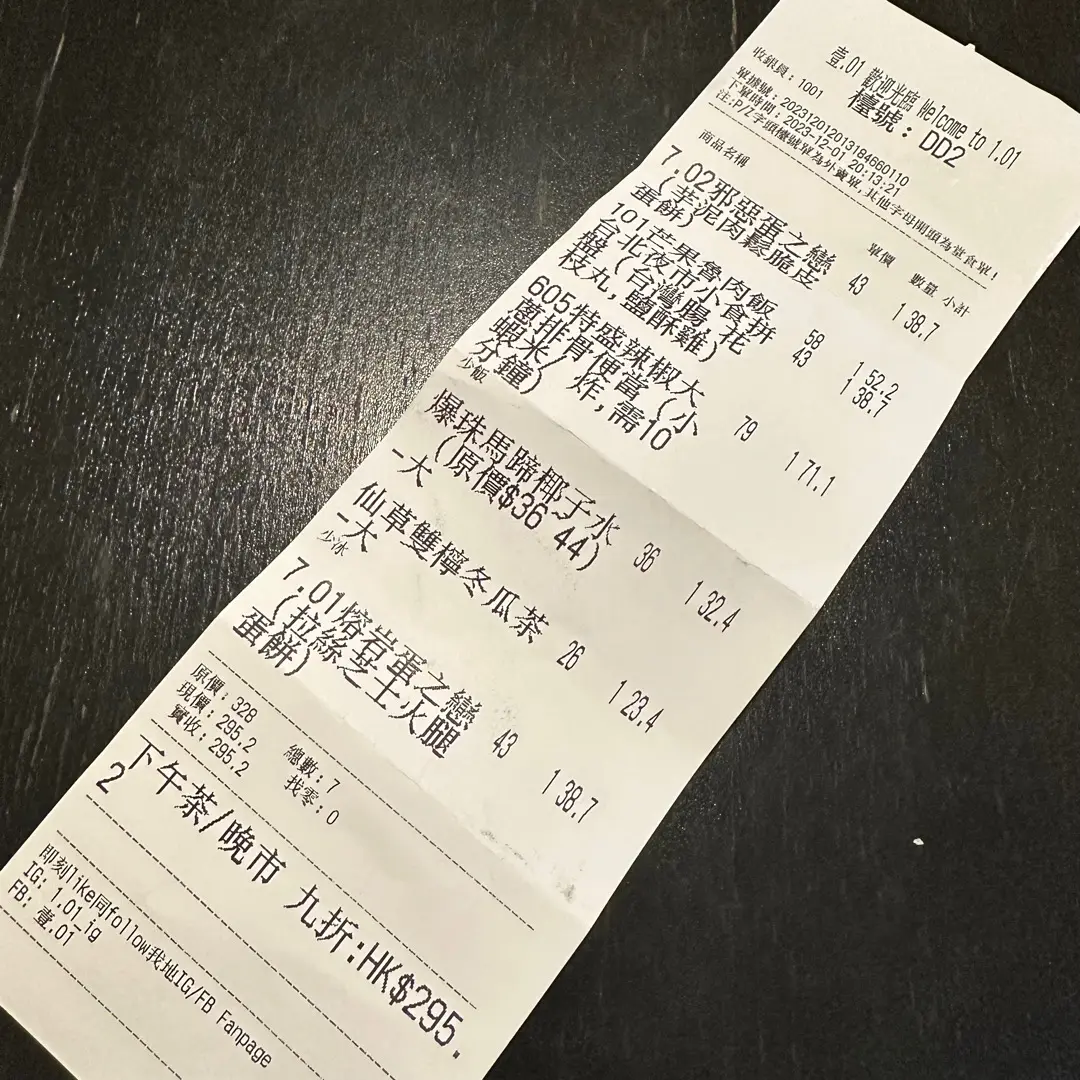 壹.01 歡迎光臨 Welcome to 1.01
檯號: DD2
收銀員: 1001
單據號: 202312012013184660110
下單時間: 2023-12-01 20:13:21
注:P/Z字頭檯號單為外賣單,其他字母開頭為堂食單!
商品名稱 單價 數量 小計
7.02邪惡蛋之戀 43 1 38.7
(芋泥肉鬆脆皮
蛋餅)
101芒果魯肉飯 58 1 52.2
台北夜市小食拼 43 1 38.7
盤 (台灣腸,花
枝丸,鹽酥雞)
605特盛辣椒大 79 1 71.1
蔥排骨便當 (小
蝦米/ 炸,需10
分鐘)
少飯
爆珠馬蹄椰子水 36 1 32.4
(原價$36 44)
-大
仙草雙檸冬瓜茶 26 1 23.4
-大
少冰
7.01熔岩蛋之戀 43 1 38.7
(拉絲芝士火腿
蛋餅)
原價: 328 總數: 7
現價: 295.2 找零: 0
實收: 295.2
下午茶/晚市 九折:HK$295.
2
即刻like同follow我地IG/FB Fanpage
IG: 1.01_ig
FB: 壹.01